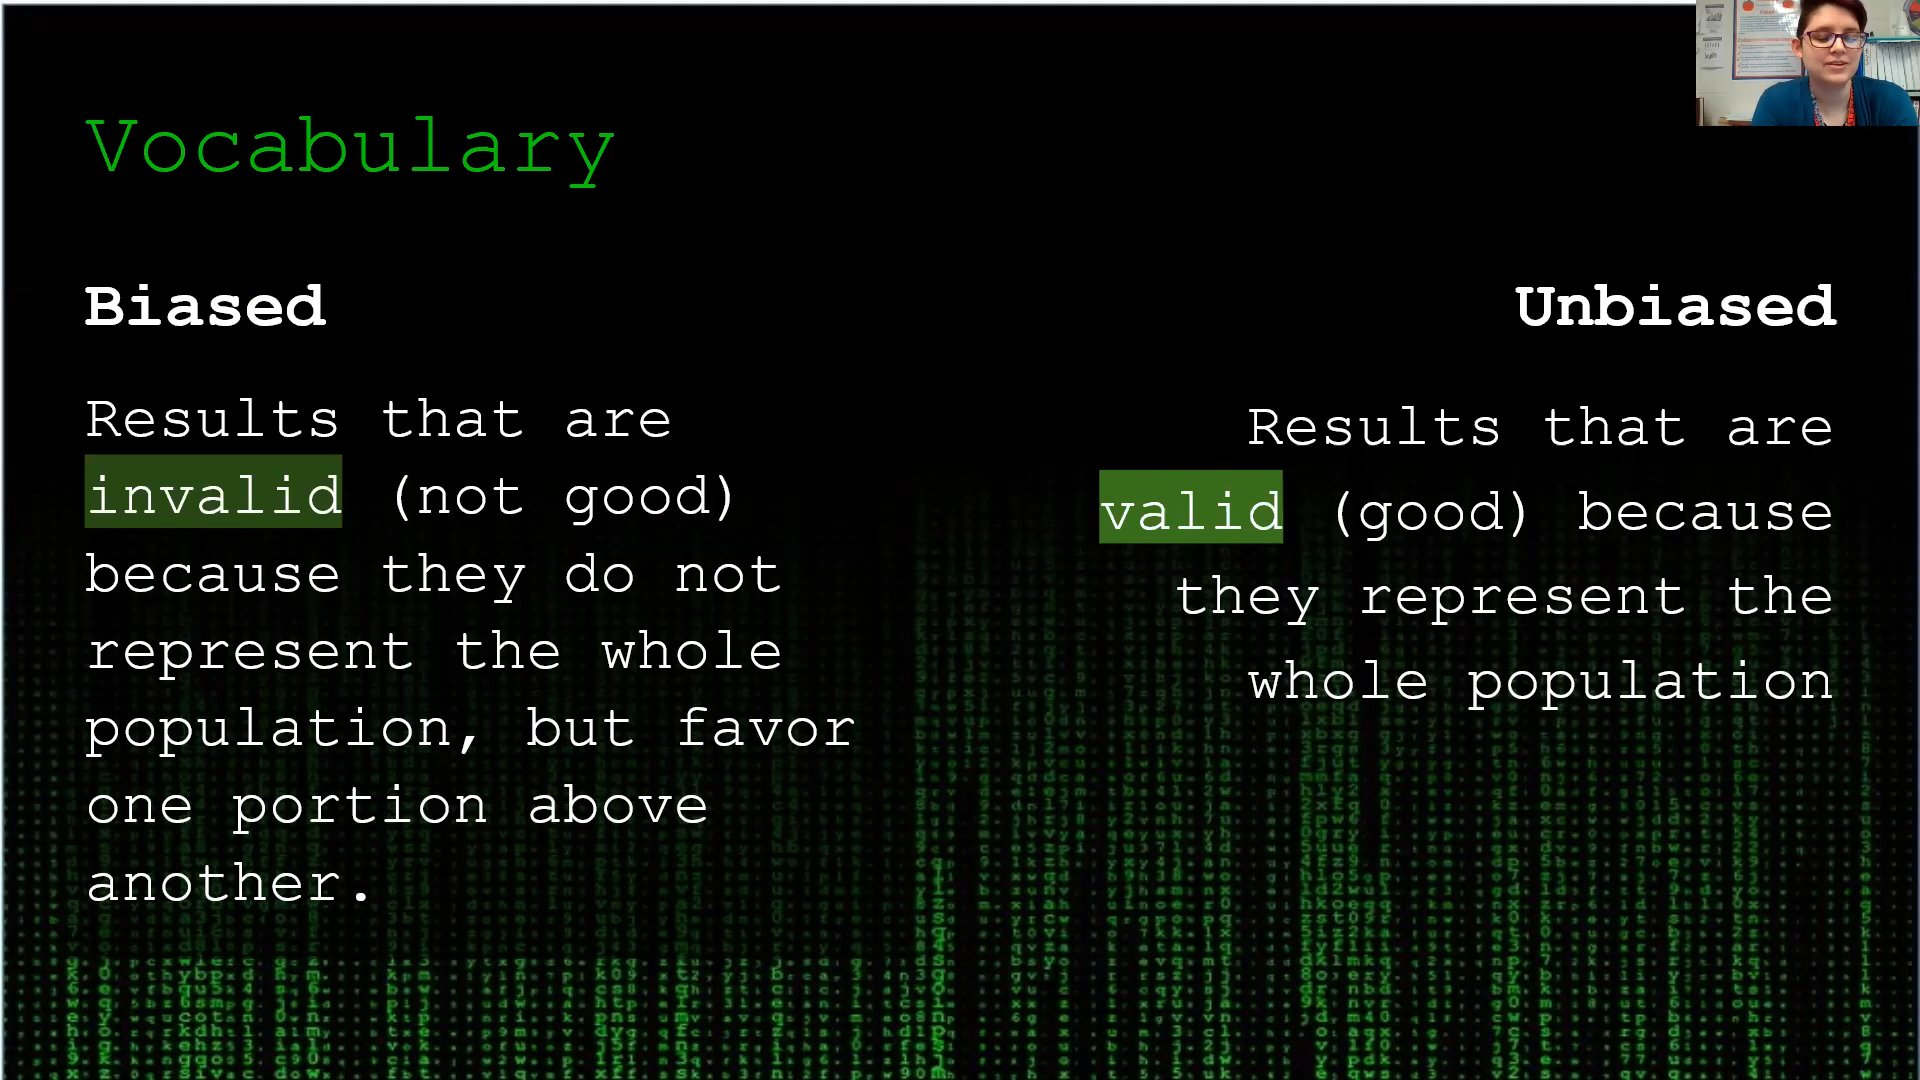 Vocabulary
Biased
Results that are
invalid (not good)
because they do not
represent the whole
population, but favor
one portion above
another.
Unbiased
Results that are
valid (good) because
they represent the
whole population